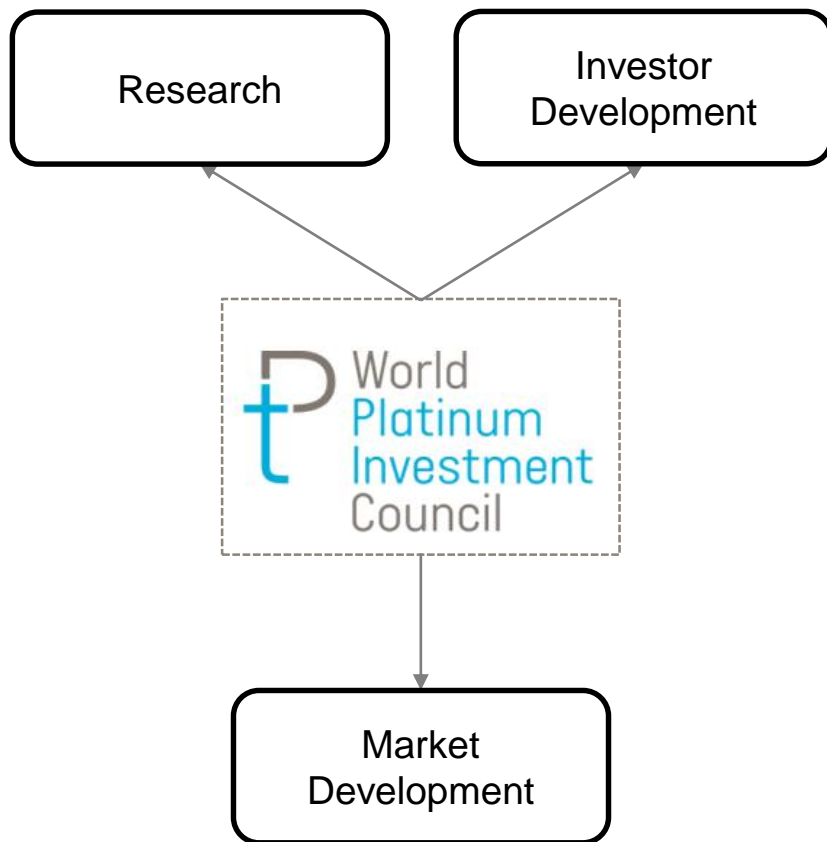 Research
Investor
Development
World
Platinum
Investment
Council
Market
Development